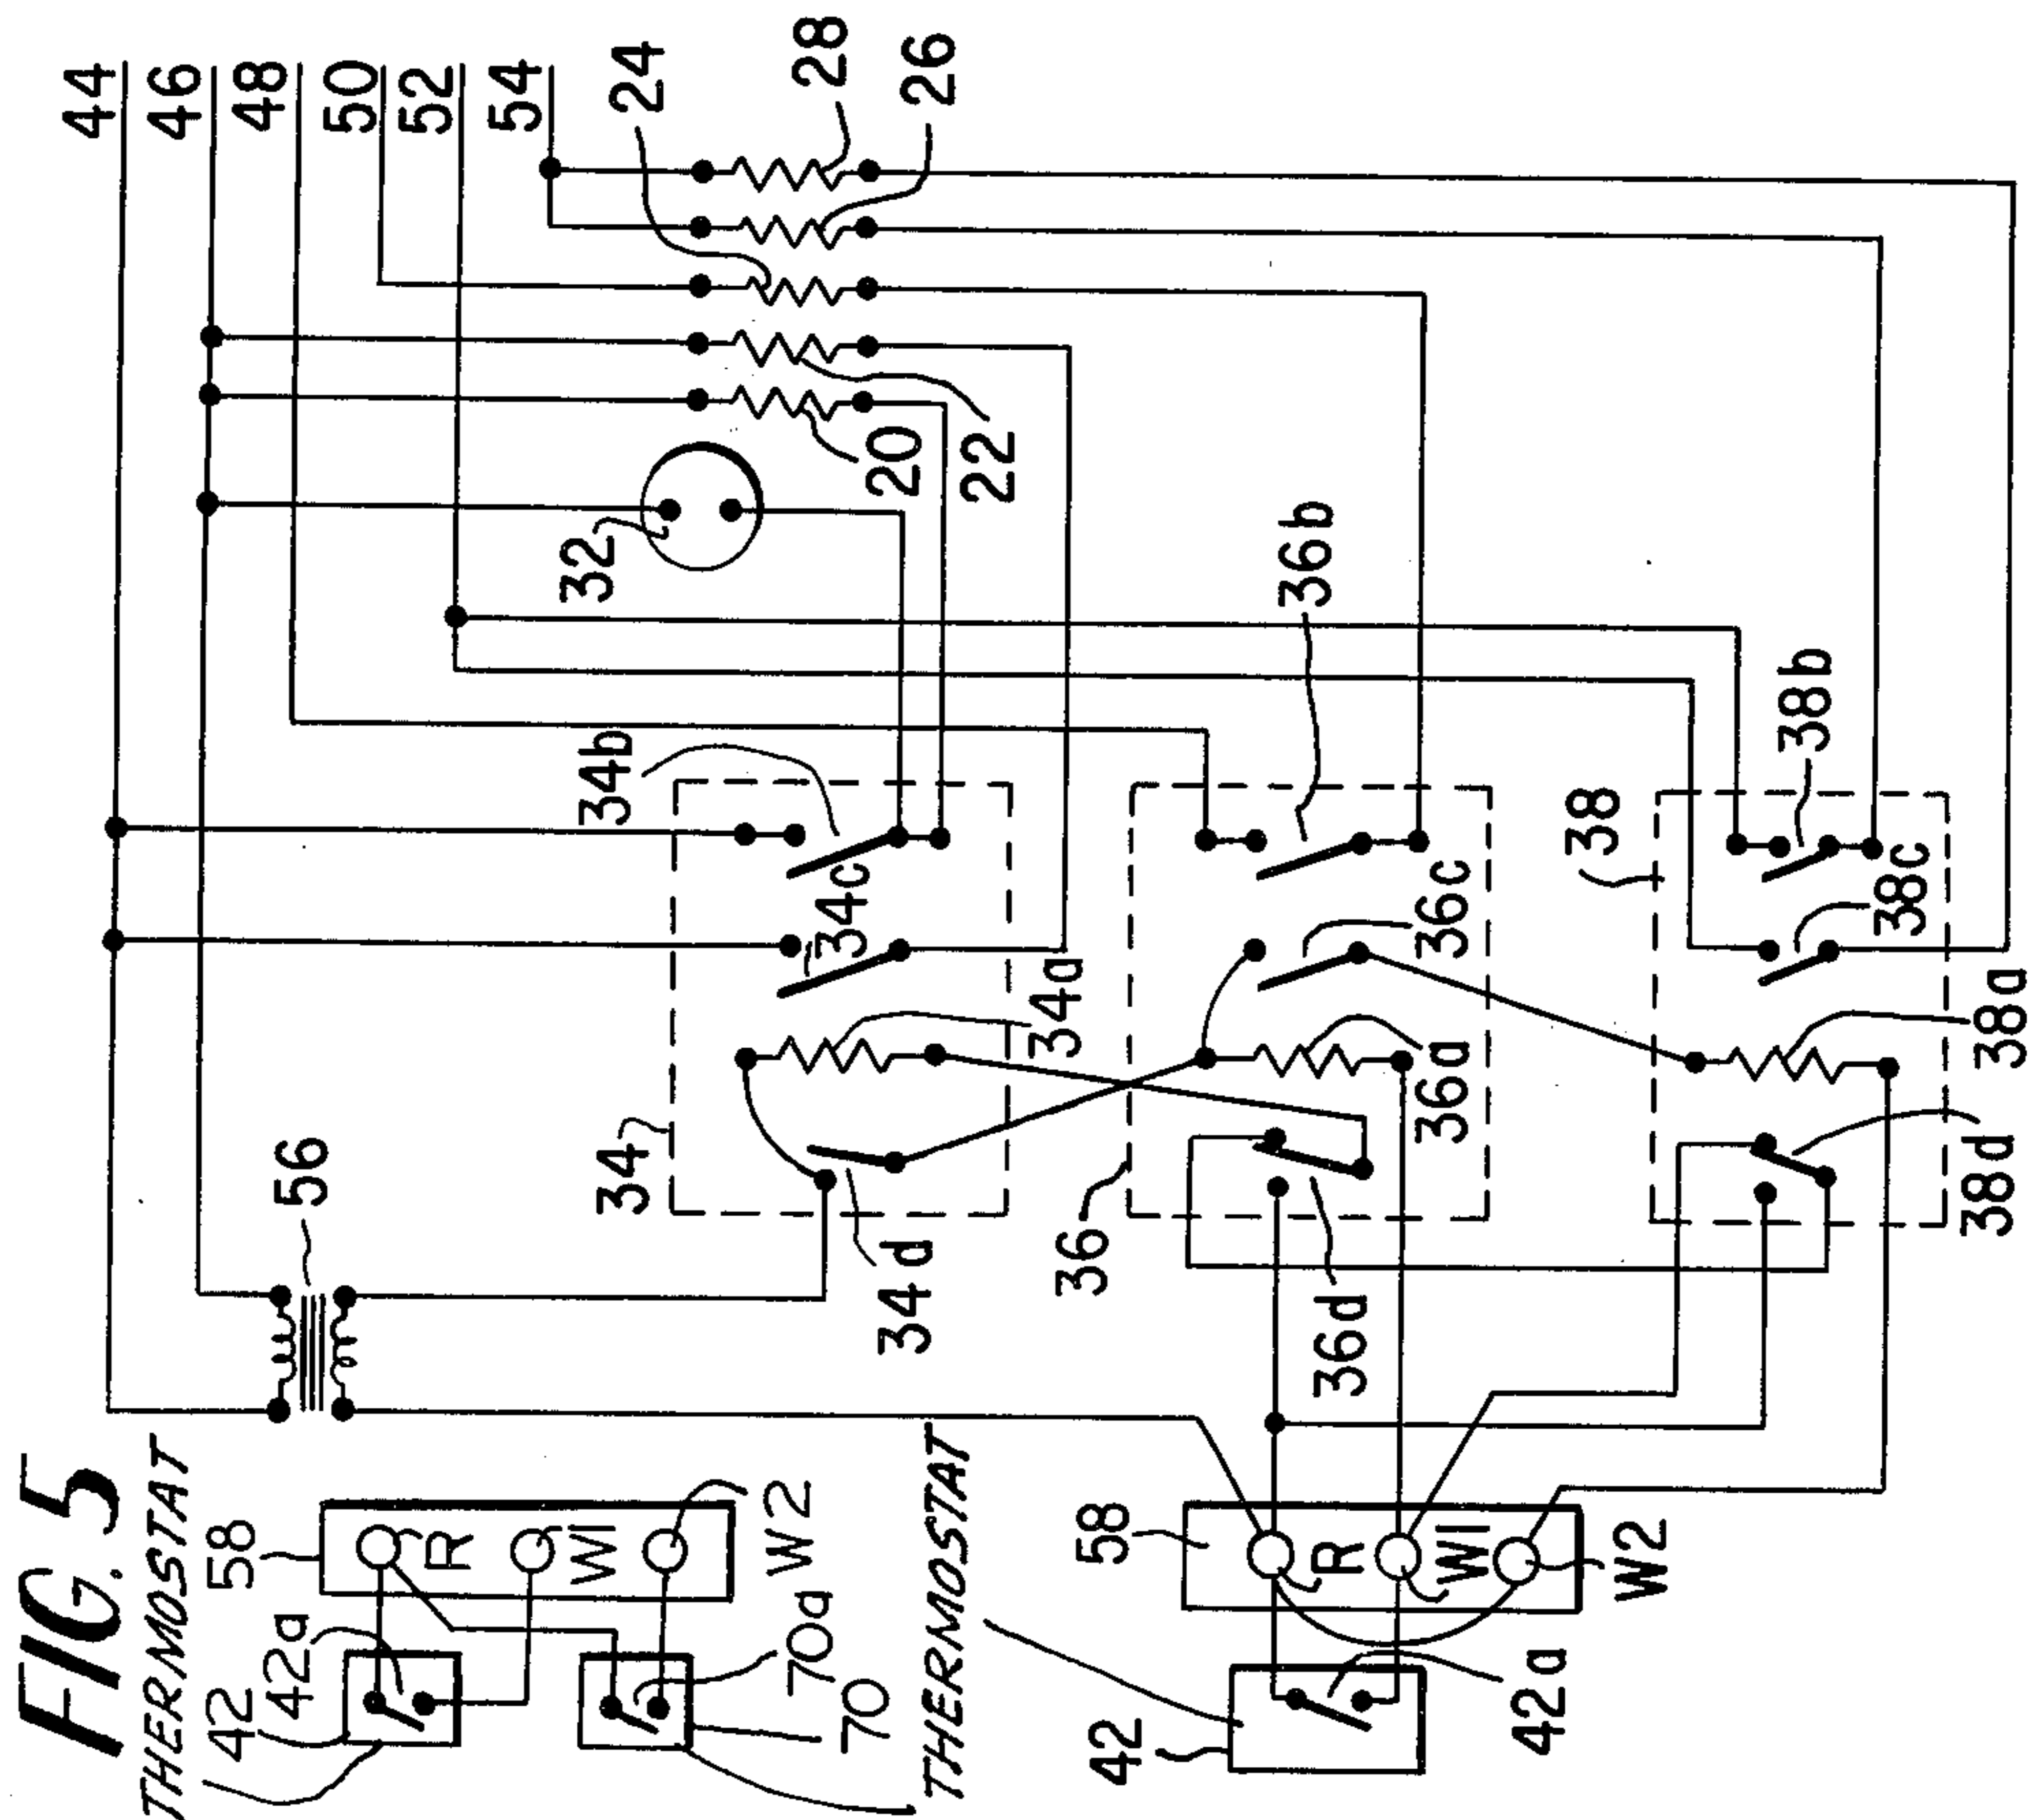 FIG. 5
44
46
48
50
52
54
24
28
26
20
22
32
36b
34b
38b
38
34c
36c
38c
34a
36a
38a
34
56
36
38d
34d
36d
THERMOSTAT
58
R
W1
W2
42a
42
70a
70
THERMOSTAT
58
R
W1
W2
42
42a